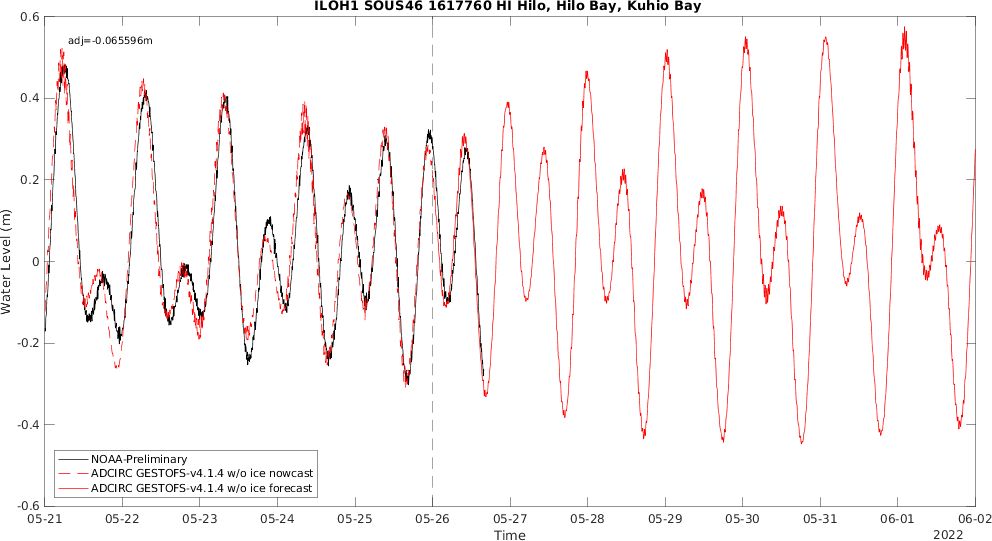 ILOH1 SOUS46 1617760 HI Hilo, Hilo Bay, Kuhio Bay
adj=-0.065596m
0.6
0.4
0.2
0
-0.2
-0.4
-0.6
Water Level (m)
NOAA-Preliminary
ADCIRC GESTOFS-v4.1.4 w/o ice nowcast
ADCIRC GESTOFS-v4.1.4 w/o ice forecast
05-21 05-22 05-23 05-24 05-25 05-26 05-27 05-28 05-29 05-30 05-31 06-01 06-02
Time
2022